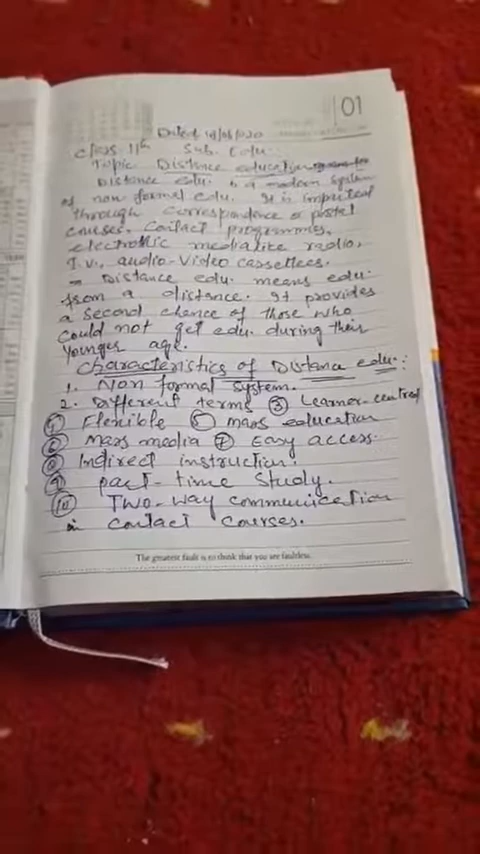 01
Dated
Class 11th Sub. Edu.
Topic Distance education
Distance edu. is a modern system
of non formal edu. It is imparted
through correspondence or postal
courses, contact programmes,
electronic media like radio,
T.V., audio-video cassettees.
- Distance edu. means edu.
from a distance. It provides
a second chance of those who
could not get edu. during their
younger age.
Characteristics of Distance edu.:
1. Non formal system.
2. Different terms ③ Learner-centred
④ Flexible ⑤ mass education
⑥ Mass media ⑦ Easy access.
⑧ Indirect instruction.
⑨ part-time study.
⑩ Two-way communication
in contact courses.
The greatest fault is to think that you are faultless.